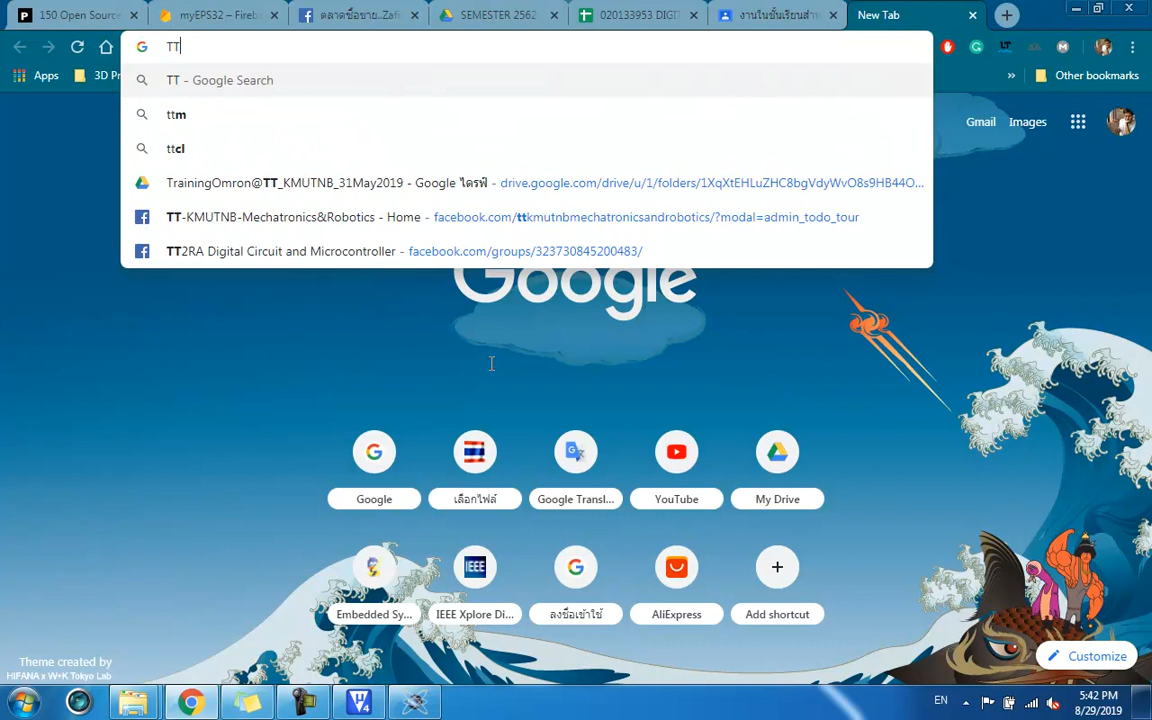 150 Open Source
myEPS32 – Fireb
ตลาดซื้อขาย..Zafi
SEMESTER 2562
020133953 DIGIT
งานในชั้นเรียนสำห
New Tab
TT
Apps
3D Pr
»
Other bookmarks
TT - Google Search
ttm
ttcl
TrainingOmron@TT_KMUTNB_31May2019 - Google ไดรฟ์ - drive.google.com/drive/u/1/folders/1XqXtEHLuZHC8bgVdyWvO8s9HB44O...
TT-KMUTNB-Mechatronics&Robotics - Home - facebook.com/ttkmutnbmechatronicsandrobotics/?modal=admin_todo_tour
TT2RA Digital Circuit and Microcontroller - facebook.com/groups/323730845200483/
Gmail Images
Google
Google
เลือกไฟล์
Google Transl...
YouTube
My Drive
IEEE
Embedded Sy...
IEEE Xplore Di...
ลงชื่อเข้าใช้
AliExpress
Add shortcut
Theme created by
HIFANA x W+K Tokyo Lab
Customize
EN
5:42 PM
8/29/2019